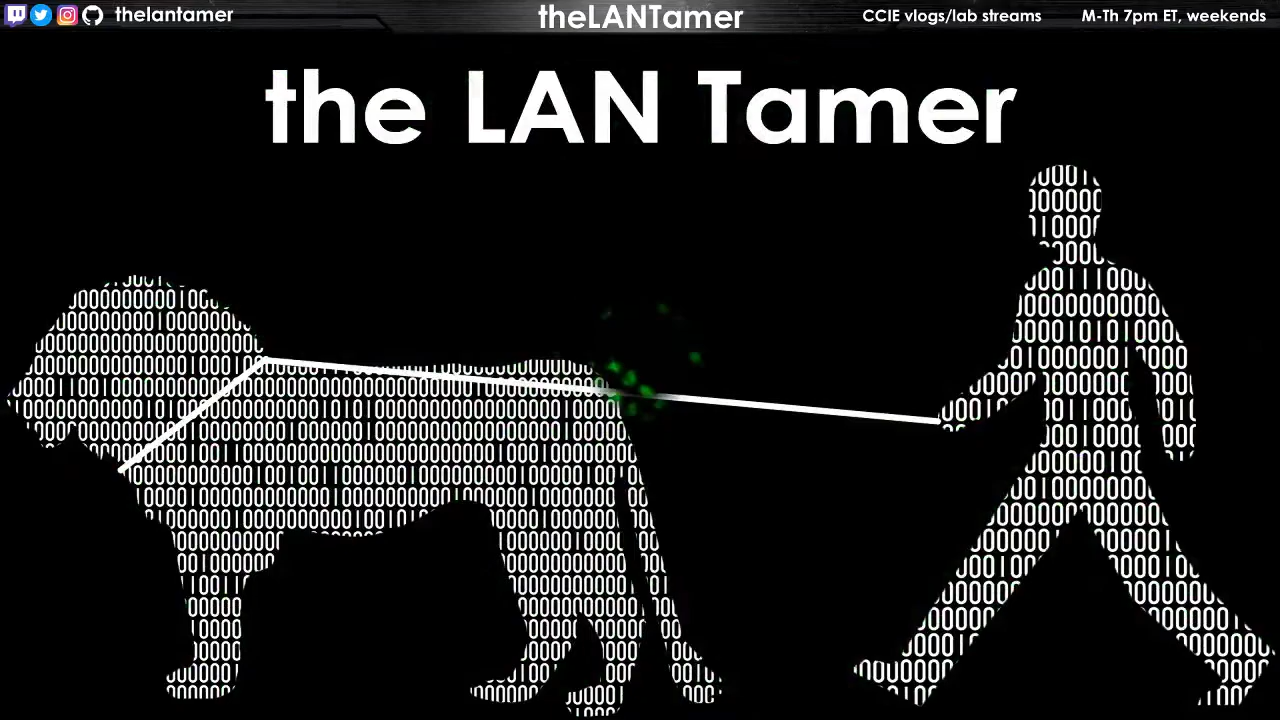 thelantamer
theLANTamer
CCIE vlogs/lab streams
M-Th 7pm ET, weekends
the LAN Tamer